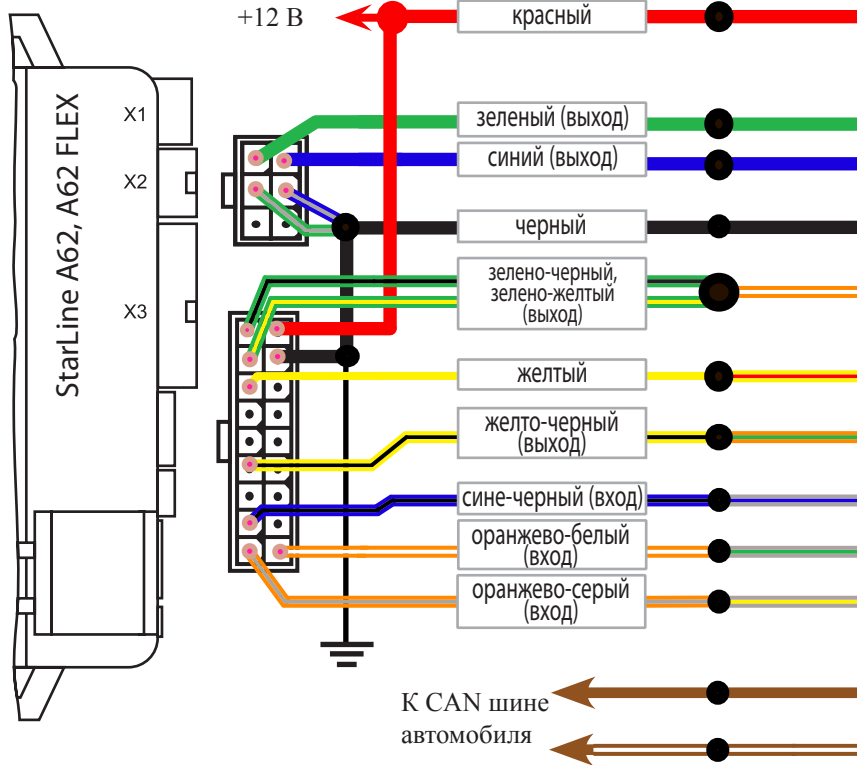 +12 В
красный
StarLine A62, A62 FLEX
X1
X2
X3
зеленый (выход)
синий (выход)
черный
зелено-черный,
зелено-желтый
(выход)
желтый
желто-черный
(выход)
сине-черный (вход)
оранжево-белый
(вход)
оранжево-серый
(вход)
К CAN шине
автомобиля